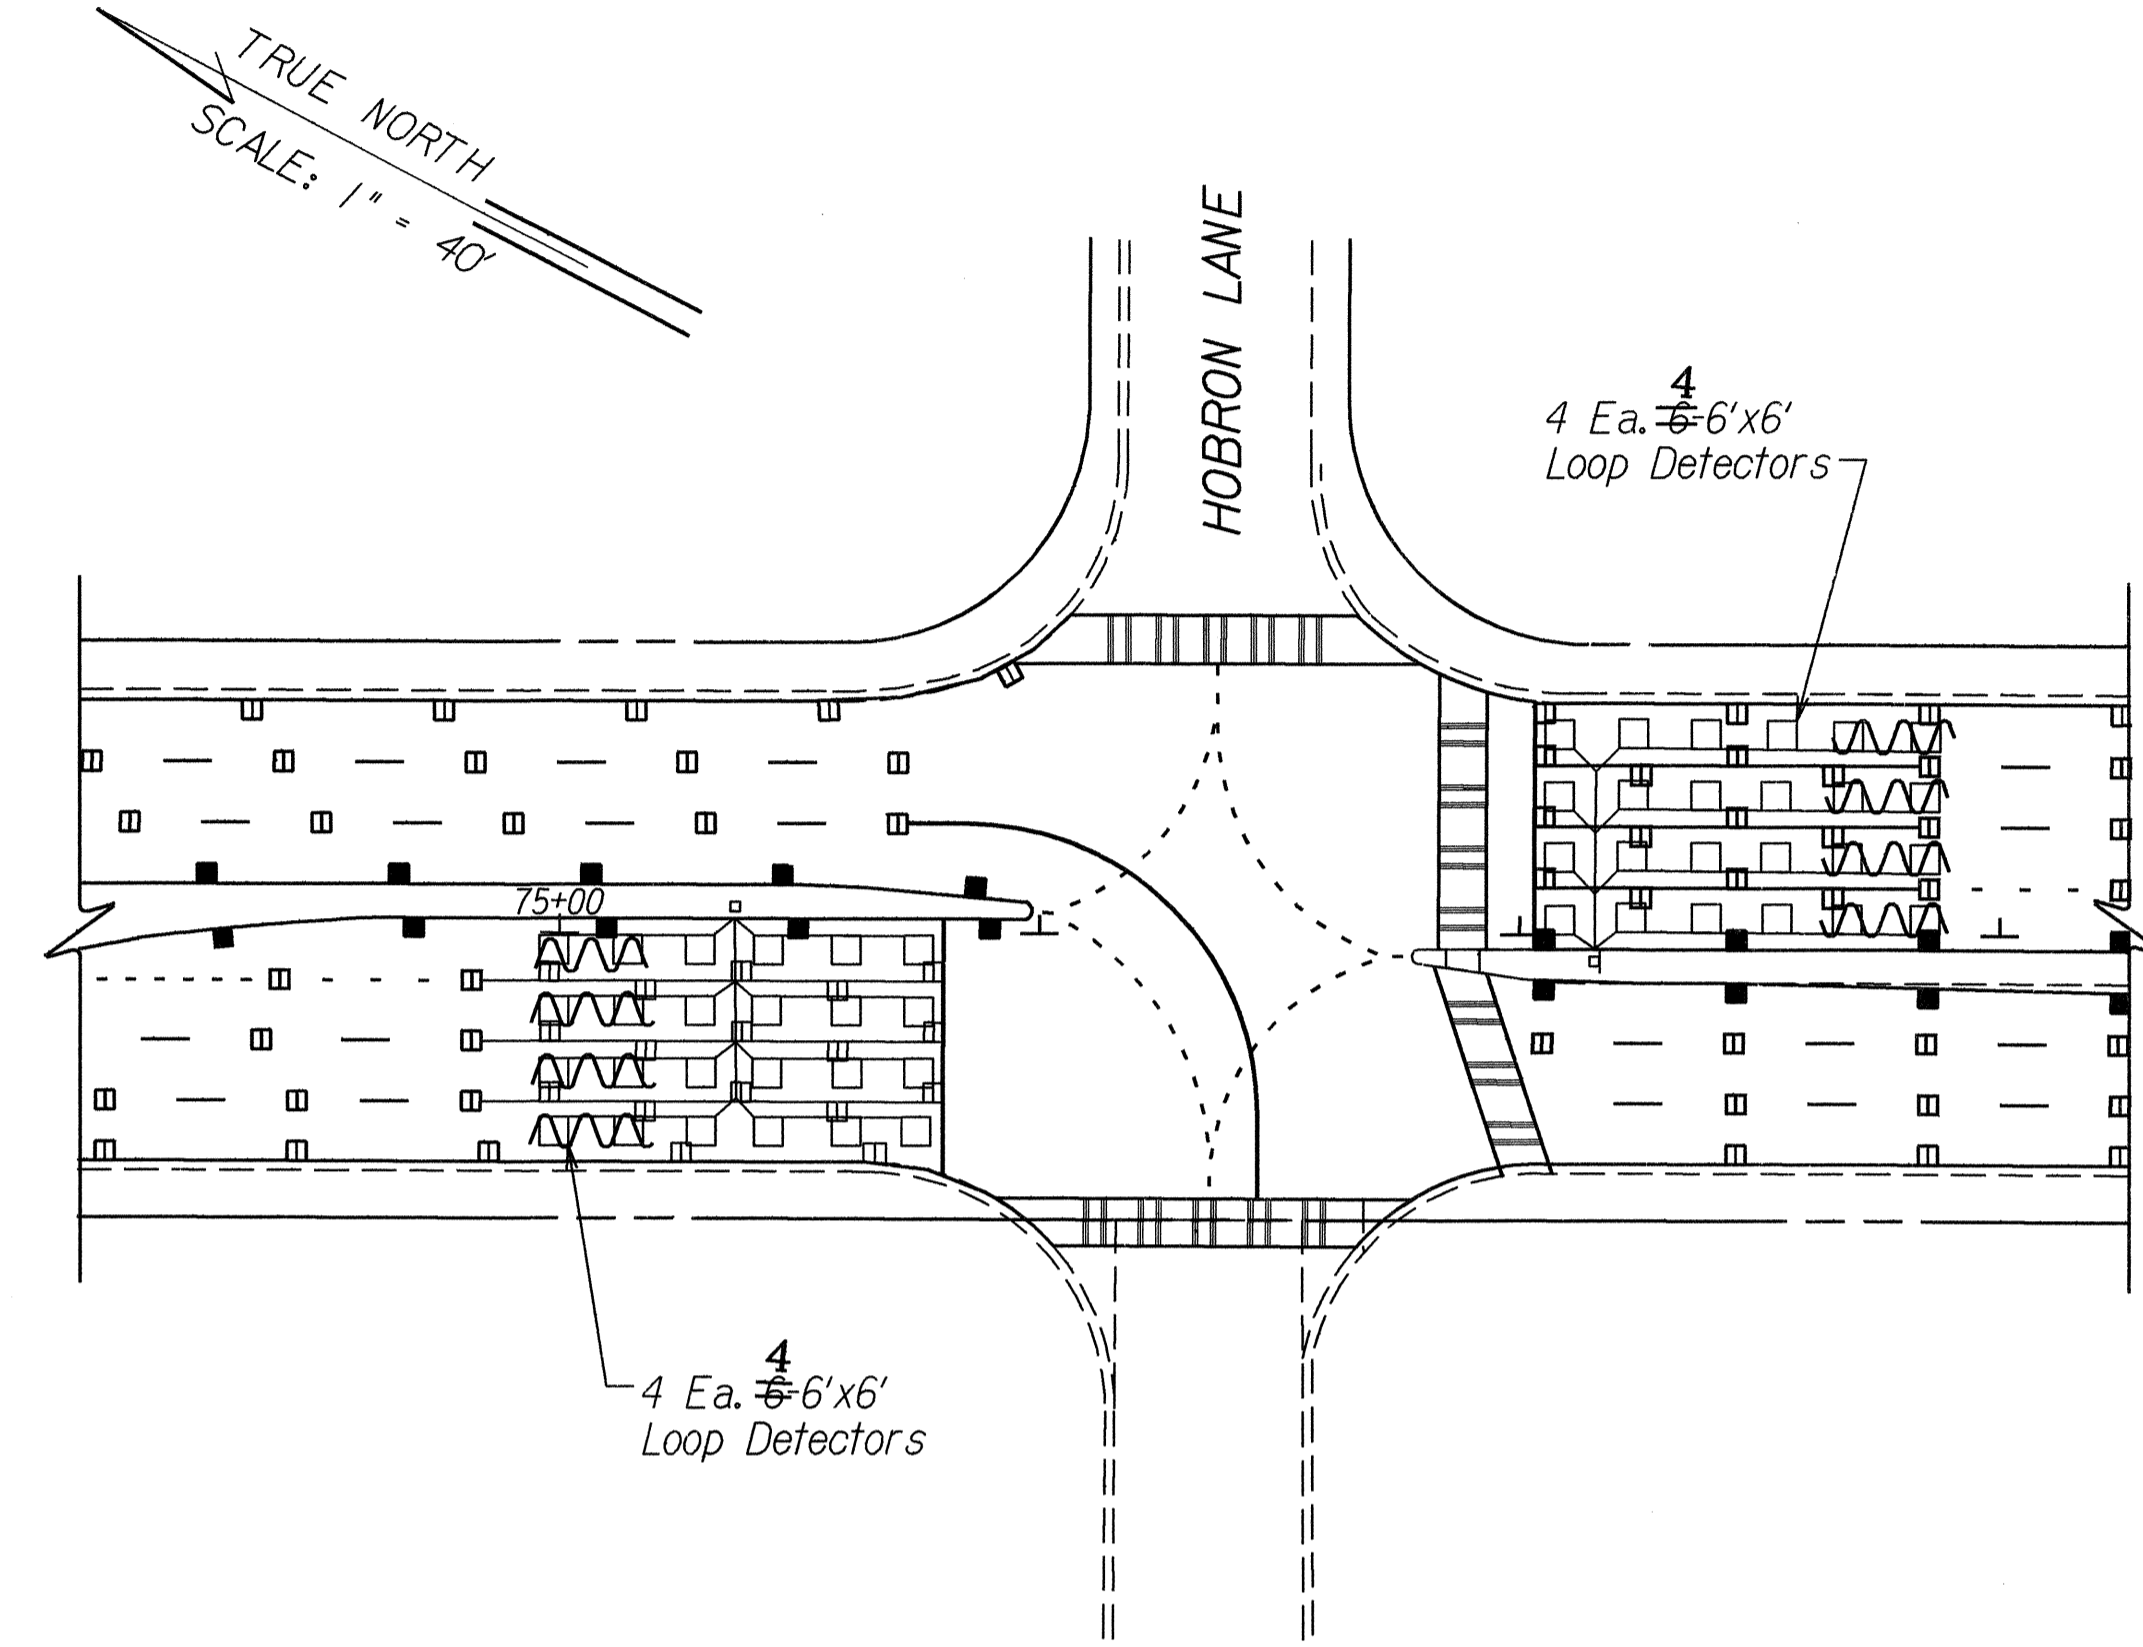 TRUE NORTH
SCALE: 1" = 40'
HOBRON LANE
4
4 Ea. 6-6'x6'
Loop Detectors
75+00
4
4 Ea. 6-6'x6'
Loop Detectors